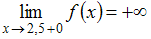 lim f(x)=+∞
x→2,5+0